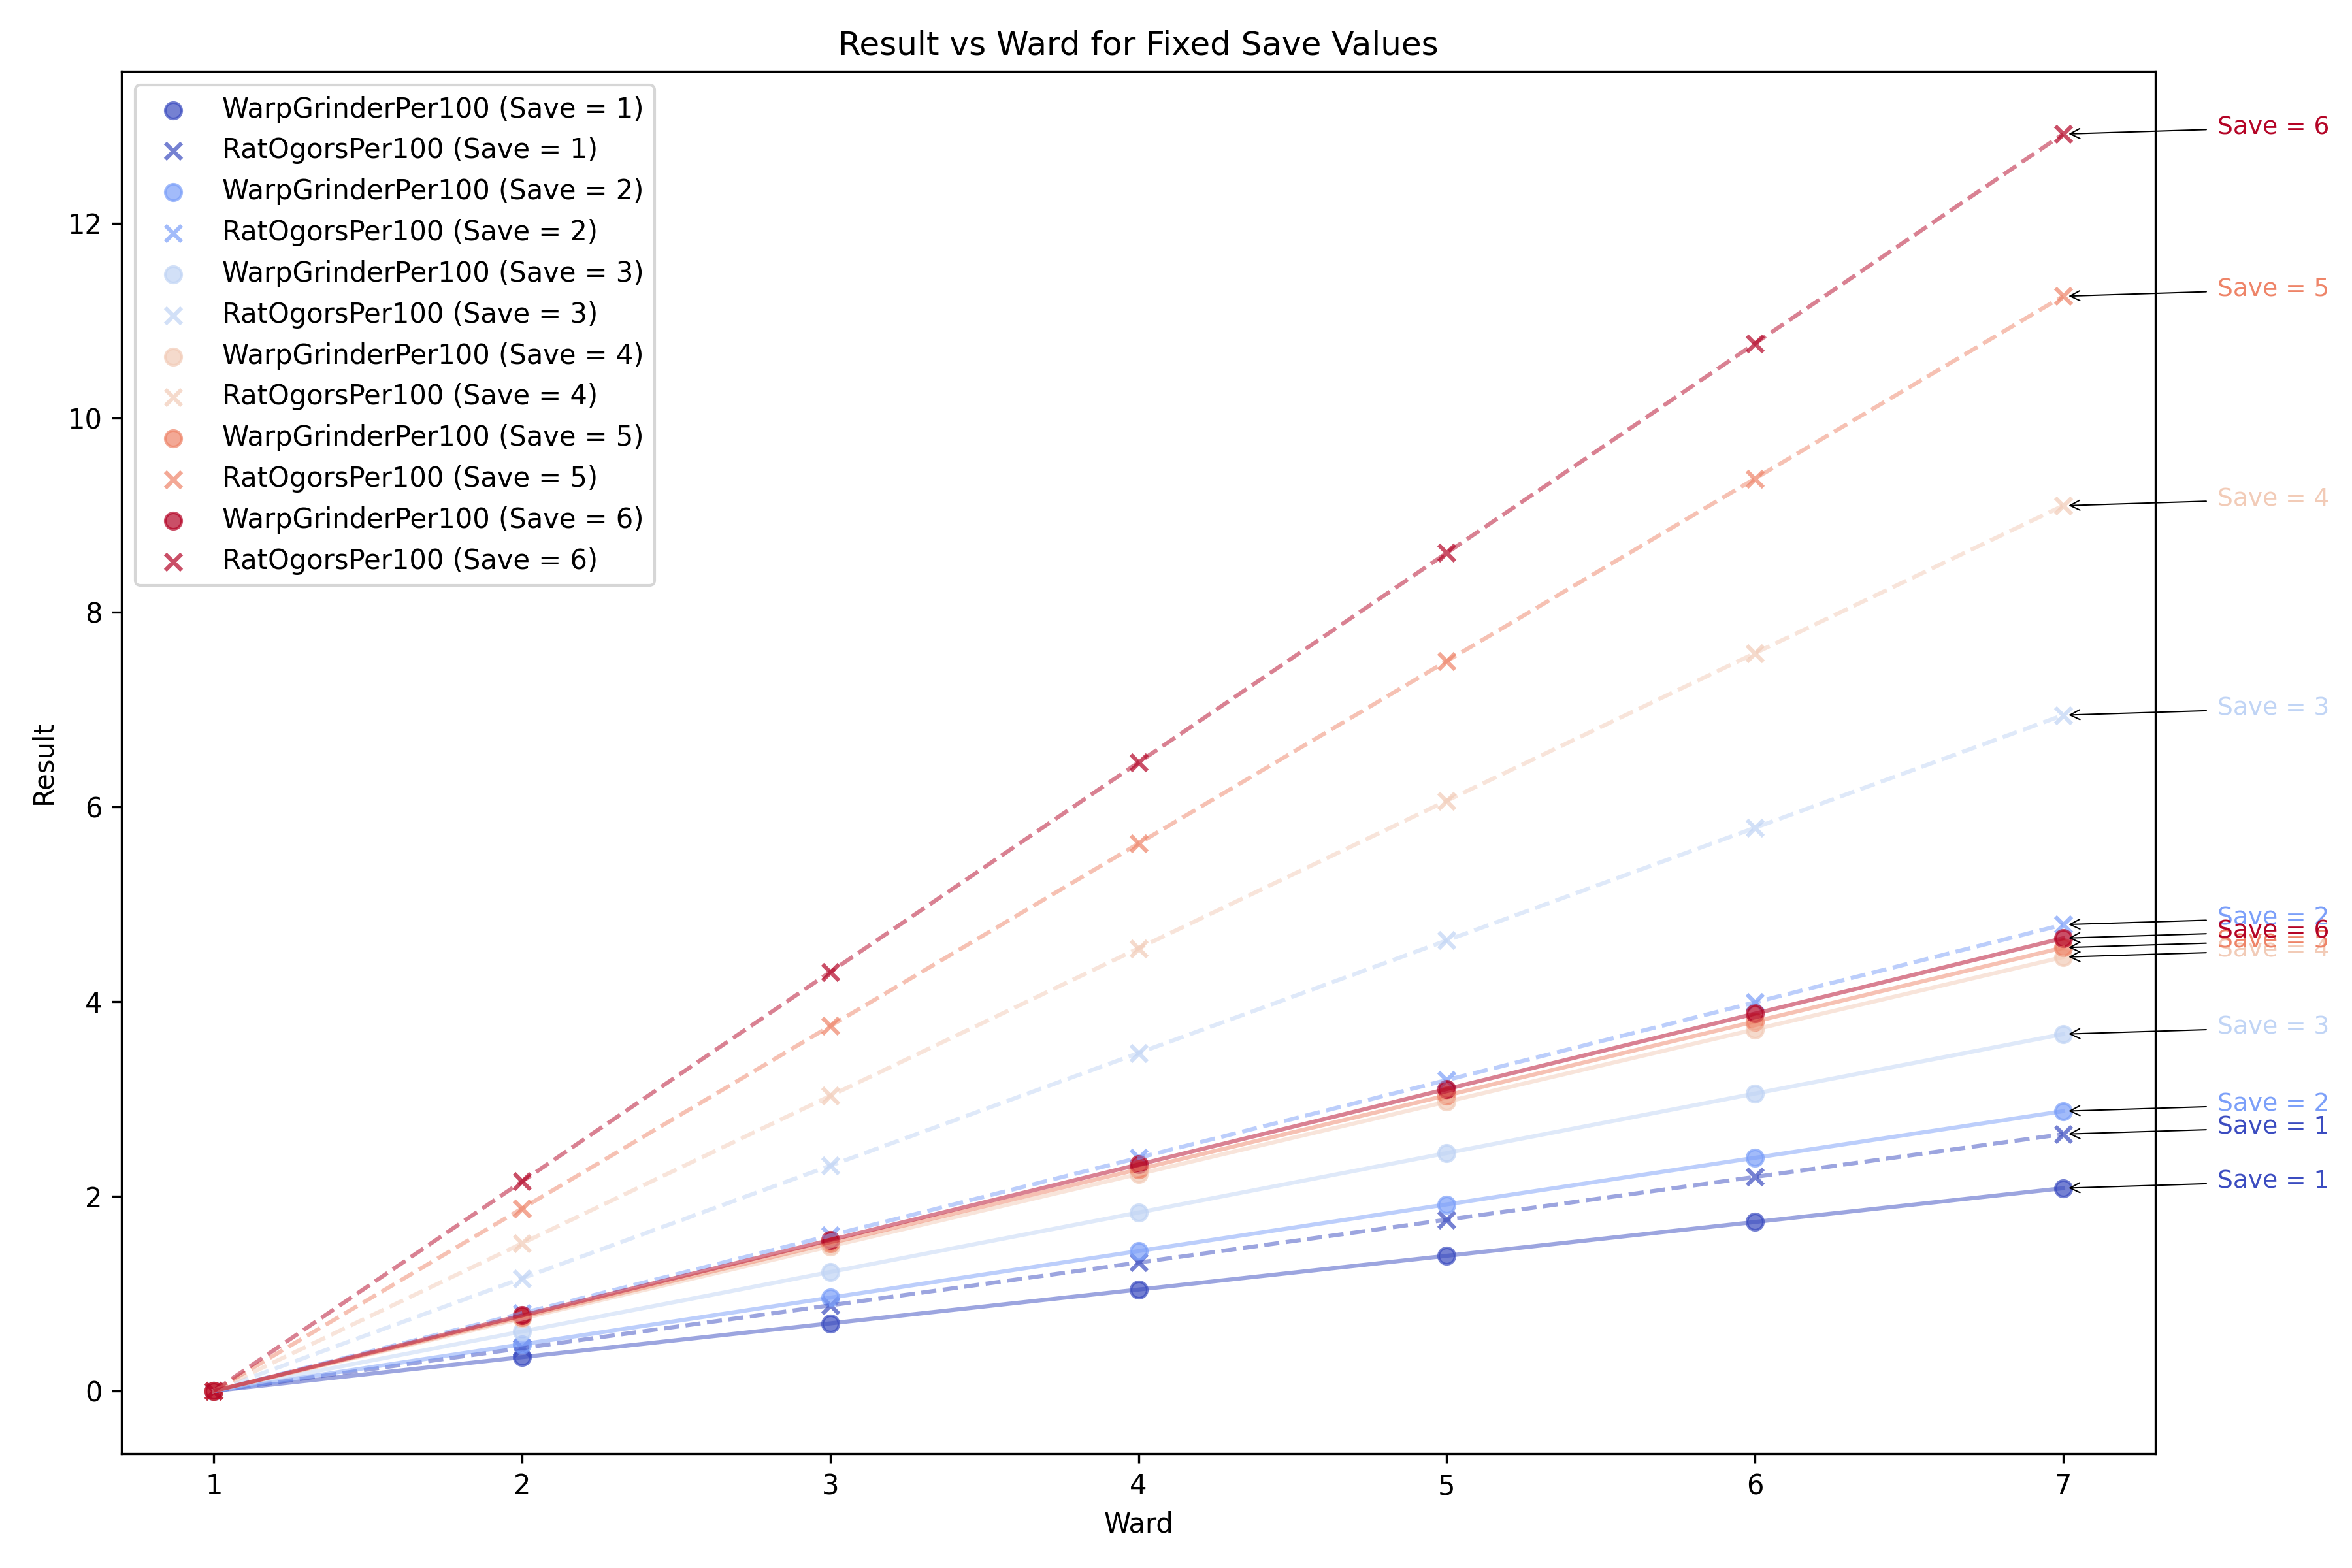 Result vs Ward for Fixed Save Values
WarpGrinderPer100 (Save = 1)
RatOgorsPer100 (Save = 1)
WarpGrinderPer100 (Save = 2)
RatOgorsPer100 (Save = 2)
WarpGrinderPer100 (Save = 3)
RatOgorsPer100 (Save = 3)
WarpGrinderPer100 (Save = 4)
RatOgorsPer100 (Save = 4)
WarpGrinderPer100 (Save = 5)
RatOgorsPer100 (Save = 5)
WarpGrinderPer100 (Save = 6)
RatOgorsPer100 (Save = 6)
Result
12
10
8
6
4
2
0
1
2
3
4
5
6
7
Ward
Save = 6
Save = 5
Save = 4
Save = 3
Save = 2
Save = 6
Save = 5
Save = 4
Save = 3
Save = 2
Save = 1
Save = 1